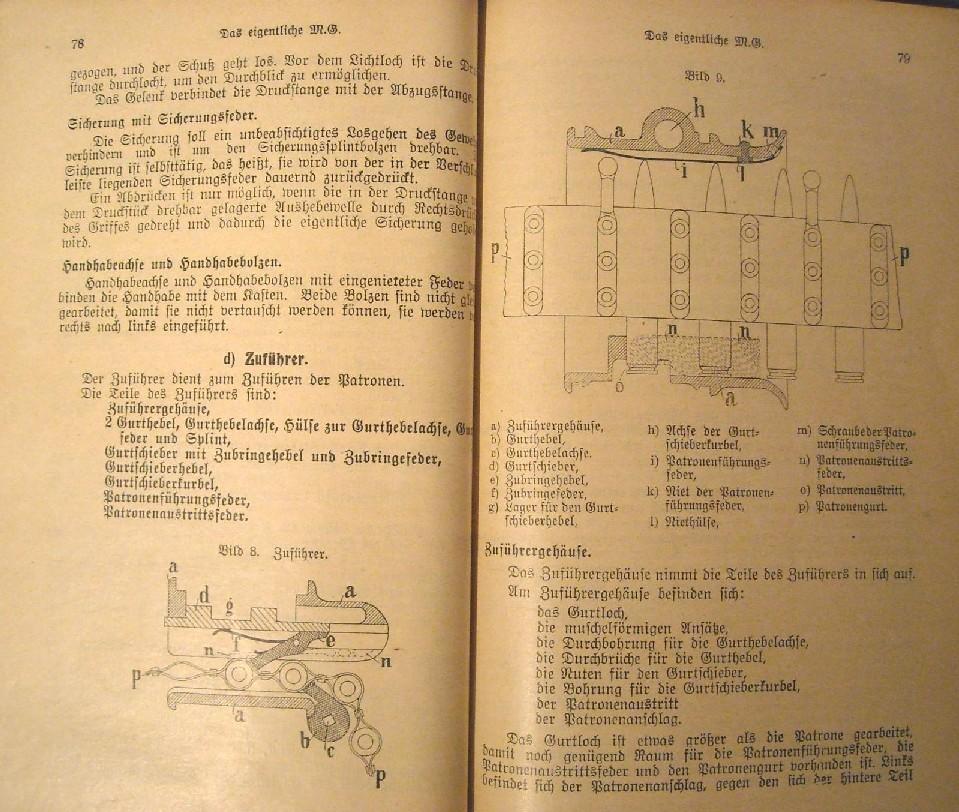 78
Das eigentliche M.G.
gezogen, und der Schuß geht los. Vor dem Lichtloch ist die
stange durchlocht, um den Durchblick zu ermöglichen.
Das Gelenk verbindet die Druckstange mit der Abzugsstange.
Sicherung mit Sicherungsfeder.
Die Sicherung soll ein unbeabsichtigtes Losgehen des
verhindern und ist um den Sicherungssplintbolzen drehbar.
Sicherung ist selbsttätig, das heißt, sie wird von der in der
leiste liegenden Sicherungsfeder dauernd zurückgedrückt.
Ein Abdrücken ist nur möglich, wenn die in der Druckstange
dem Druckstück drehbar gelagerte Aushebewelle durch
des Griffes gedreht und dadurch die eigentliche Sicherung
wird.
Handhabeachse und Handhabebolzen.
Handhabeachse und Handhabebolzen mit eingenieteter Feder
binden die Handhabe mit dem Kasten. Beide Bolzen sind nicht
gearbeitet, damit sie nicht vertauscht werden können, sie werden
rechts nach links eingeführt.
d) Zuführer.
Der Zuführer dient zum Zuführen der Patronen.
Die Teile des Zuführers sind:
Zuführergehäuse,
2 Gurthebel, Gurthebelachse, Hülse zur Gurthebelachse,
feder und Splint,
Gurtschieber mit Zubringehebel und Zubringefeder,
Gurtschieberhebel,
Gurtschieberkurbel,
Patronenführungsfeder,
Patronenaustrittsfeder.
Bild 8. Zuführer.
a
d g a
f e
n n
p
a
b c
p
Das eigentliche M.G.
79
Bild 9.
h
a k m
i l
p p
n n
o
a
a) Zuführergehäuse,
b) Gurthebel,
c) Gurthebelachse.
d) Gurtschieber,
e) Zubringehebel,
f) Zubringefeder,
g) Lager für den Gurt-
schieberhebel,
h) Achse der Gurt-
schieberkurbel,
i) Patronenführungs-
feder,
k) Niet der Patronen-
führungsfeder,
l) Niethülse,
m) Schraube der Patro-
nenführungsfeder,
n) Patronenaustritts-
feder,
o) Patronenaustritt,
p) Patronengurt.
Zuführergehäuse.
Das Zuführergehäuse nimmt die Teile des Zuführers in sich auf.
Am Zuführergehäuse befinden sich:
das Gurtloch,
die muschelförmigen Ansätze,
die Durchbohrung für die Gurthebelachse,
die Durchbrüche für die Gurthebel,
die Nuten für den Gurtschieber,
die Bohrung für die Gurtschieberkurbel,
der Patronenaustritt
der Patronenanschlag.
Das Gurtloch ist etwas größer als die Patrone gearbeitet,
damit noch genügend Raum für die Patronenführungsfeder, die
Patronenaustrittsfeder und den Patronengurt vorhanden ist. Links
befindet sich der Patronenanschlag, gegen den sich der hintere Teil